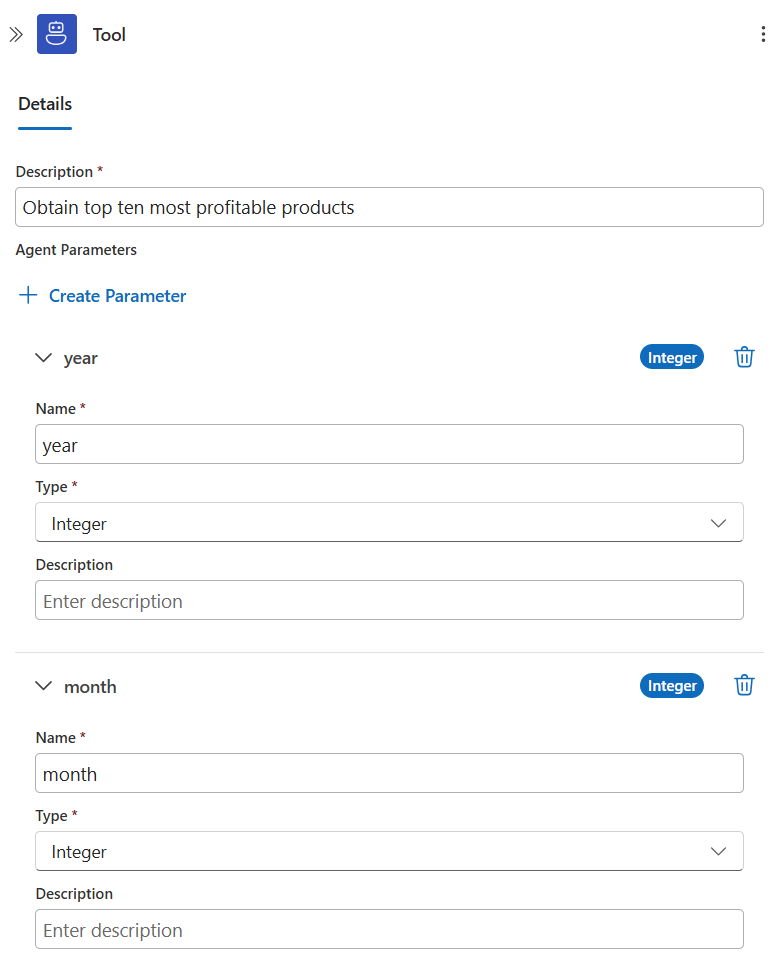 Tool
Details
Description *
Obtain top ten most profitable products
Agent Parameters
Create Parameter
year Integer
Name *
year
Type *
Integer
Description
Enter description
month Integer
Name *
month
Type *
Integer
Description
Enter description